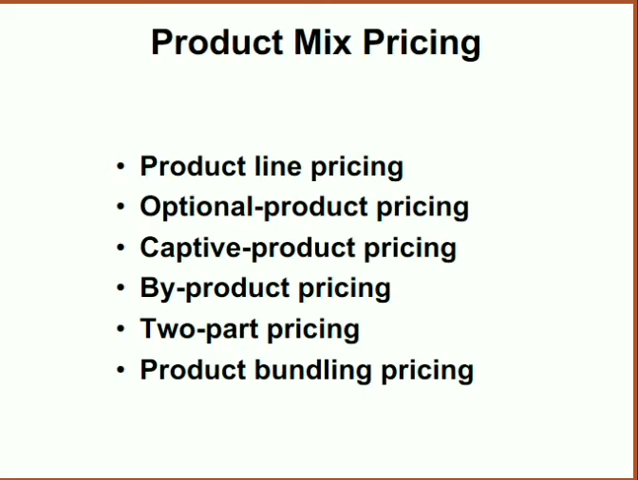 Product Mix Pricing
• Product line pricing
• Optional-product pricing
• Captive-product pricing
• By-product pricing
• Two-part pricing
• Product bundling pricing